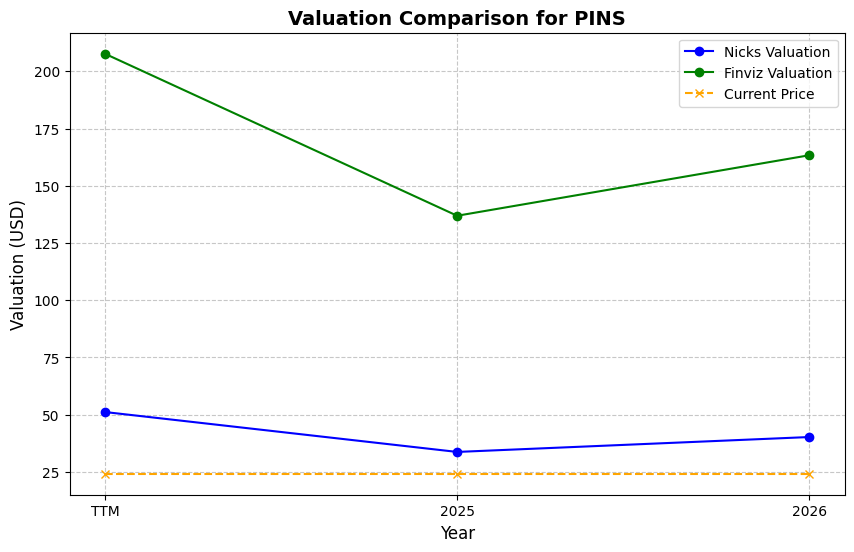 Valuation Comparison for PINS
Nicks Valuation
Finviz Valuation
Current Price
Valuation (USD)
200
175
150
125
100
75
50
25
TTM
2025
2026
Year